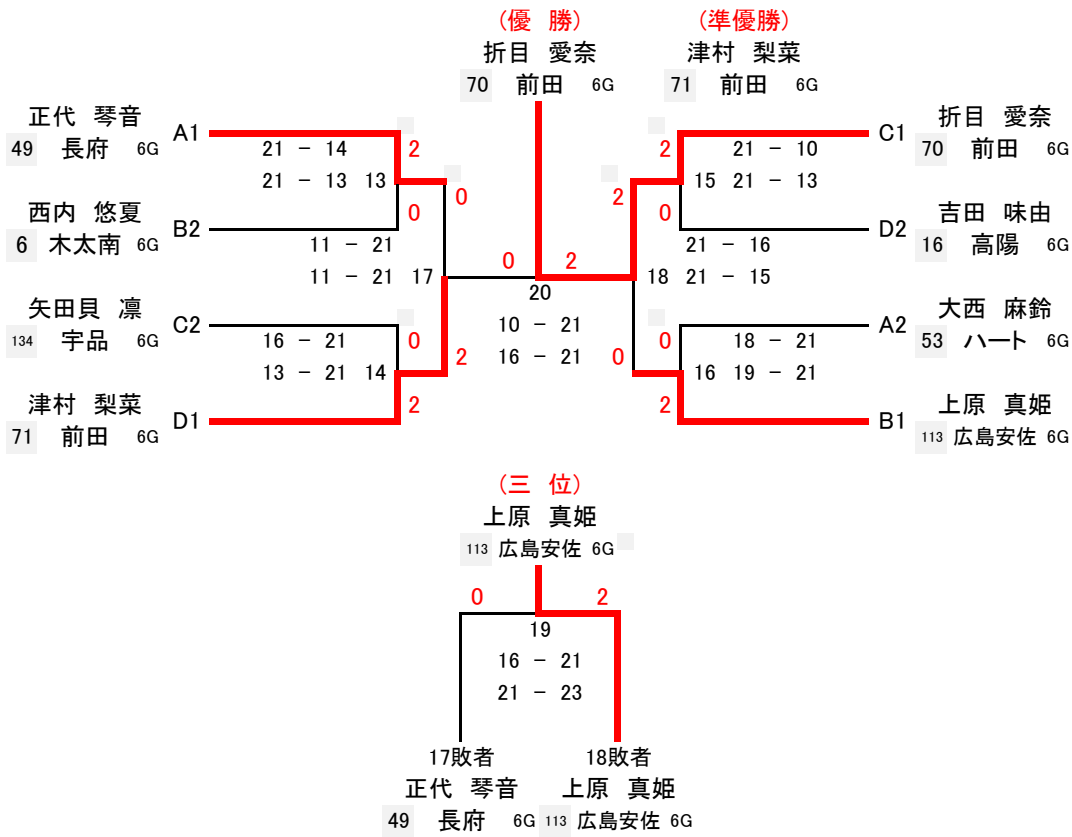 (優 勝)
折目 愛奈
70 前田 6G
(準優勝)
津村 梨菜
71 前田 6G
正代 琴音
49 長府 6G
A1
西内 悠夏
6 木太南 6G
B2
矢田貝 凛
134 宇品 6G
C2
津村 梨菜
71 前田 6G
D1
21 - 14
21 - 13 13
2
0
11 - 21
11 - 21 17
0
2
16 - 21
13 - 21 14
0
2
0 2
20
10 - 21
16 - 21
2
0
21 - 10
15 21 - 13
2
0
21 - 16
18 21 - 15
0
2
18 - 21
16 19 - 21
C1
折目 愛奈
70 前田 6G
D2
吉田 味由
16 高陽 6G
A2
大西 麻鈴
53 ハート 6G
B1
上原 真姫
113 広島安佐 6G
(三 位)
上原 真姫
113 広島安佐 6G
0 2
19
16 - 21
21 - 23
17敗者
正代 琴音
49 長府 6G
18敗者
上原 真姫
113 広島安佐 6G